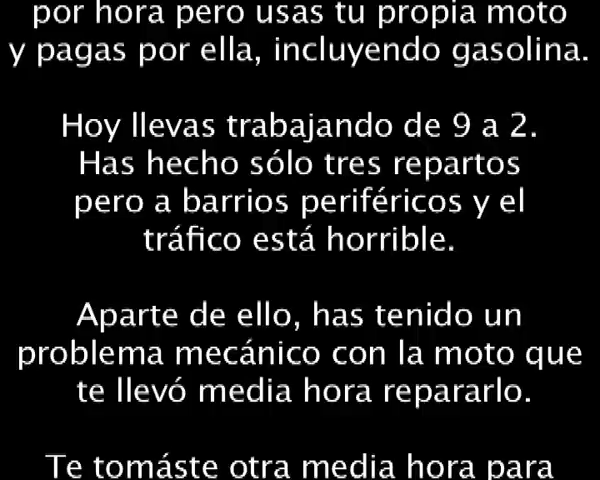 por hora pero usas tu propia moto
y pagas por ella, incluyendo gasolina.
Hoy llevas trabajando de 9 a 2.
Has hecho sólo tres repartos
pero a barrios periféricos y el
tráfico está horrible.
Aparte de ello, has tenido un
problema mecánico con la moto que
te llevó media hora repararlo.
Te tomáste otra media hora para